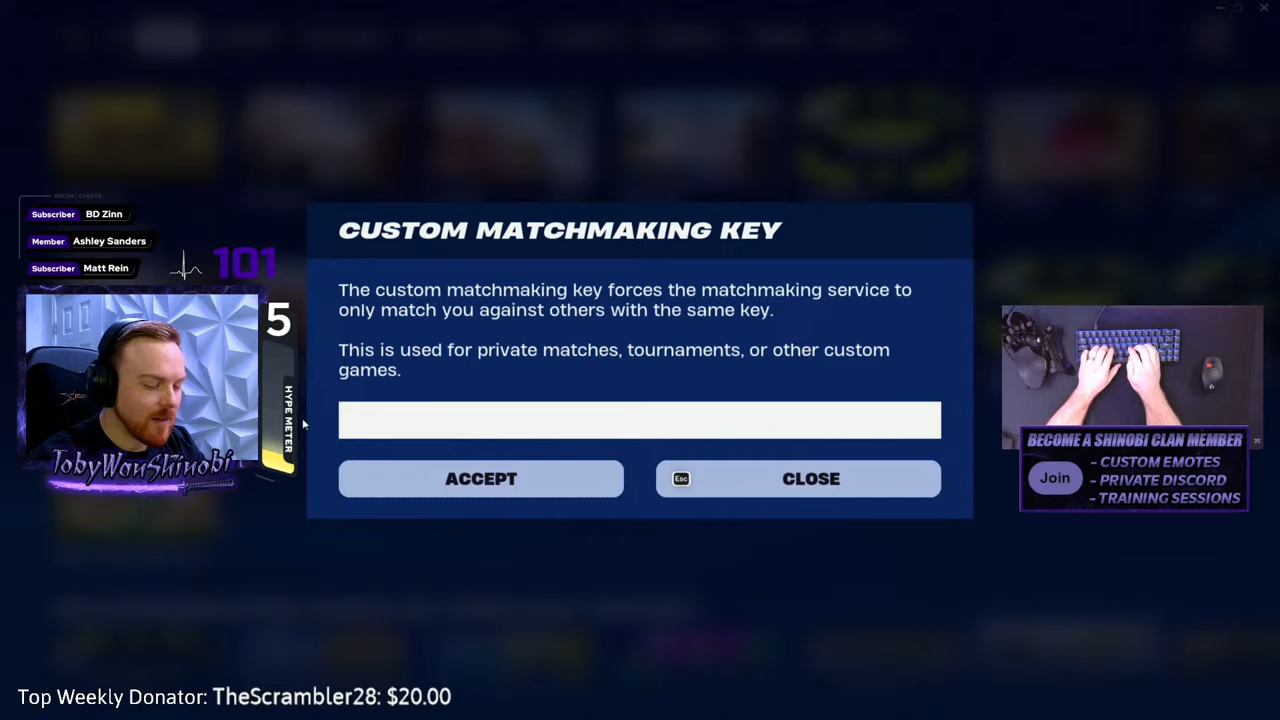 RECENT EVENTS
Subscriber BD Zinn
Member Ashley Sanders
Subscriber Matt Rein
101
5
HYPE METER
TobyWanShinobi
CUSTOM MATCHMAKING KEY
The custom matchmaking key forces the matchmaking service to
only match you against others with the same key.
This is used for private matches, tournaments, or other custom
games.
ACCEPT
Esc CLOSE
BECOME A SHINOBI CLAN MEMBER
Join
- CUSTOM EMOTES
- PRIVATE DISCORD
- TRAINING SESSIONS
Top Weekly Donator: TheScrambler28: $20.00